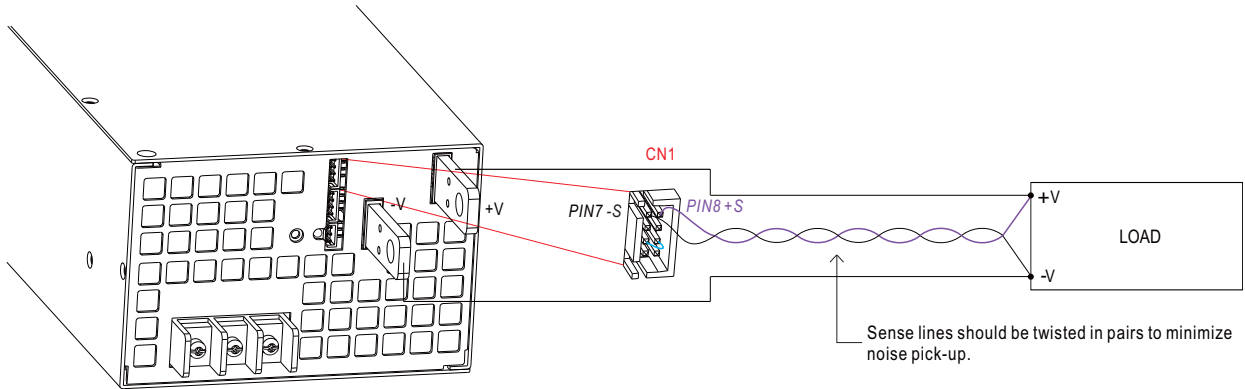 CN1
-V
+V
PIN7 -S
PIN8 +S
+V
-V
LOAD
Sense lines should be twisted in pairs to minimize
noise pick-up.